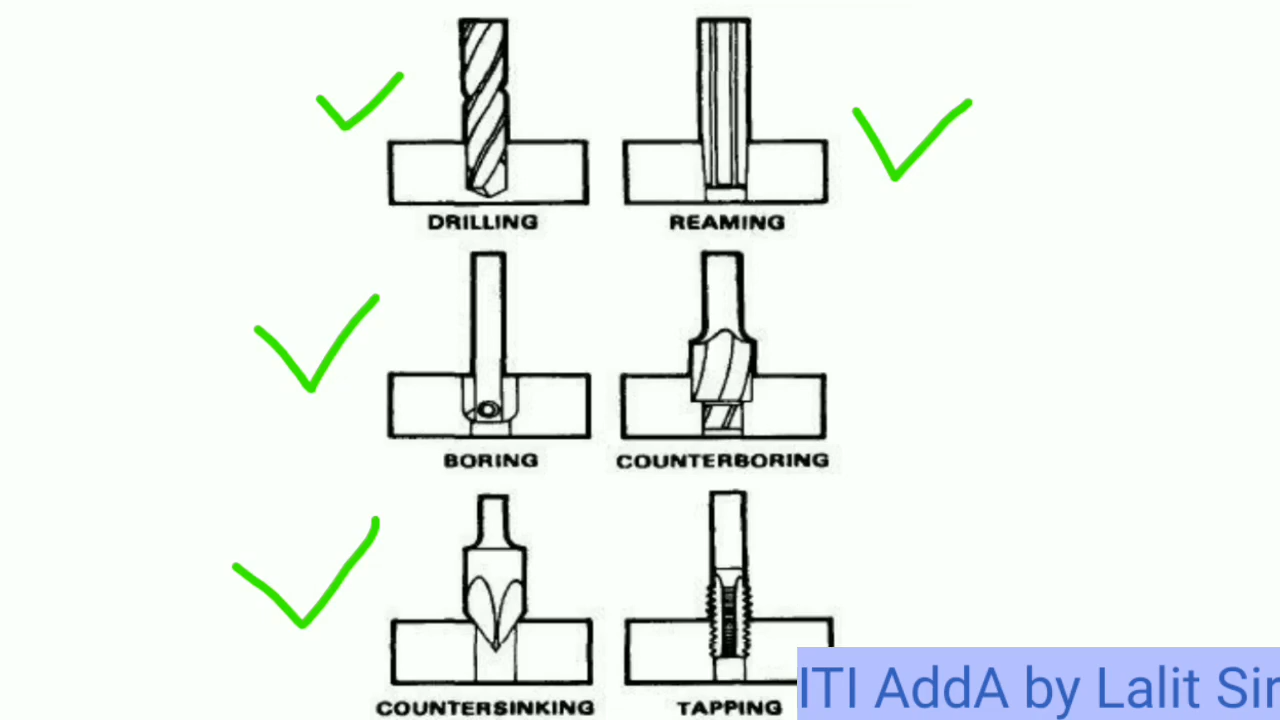 DRILLING
REAMING
BORING
COUNTERBORING
COUNTERSINKING
TAPPING
ITI AddA by Lalit Sir